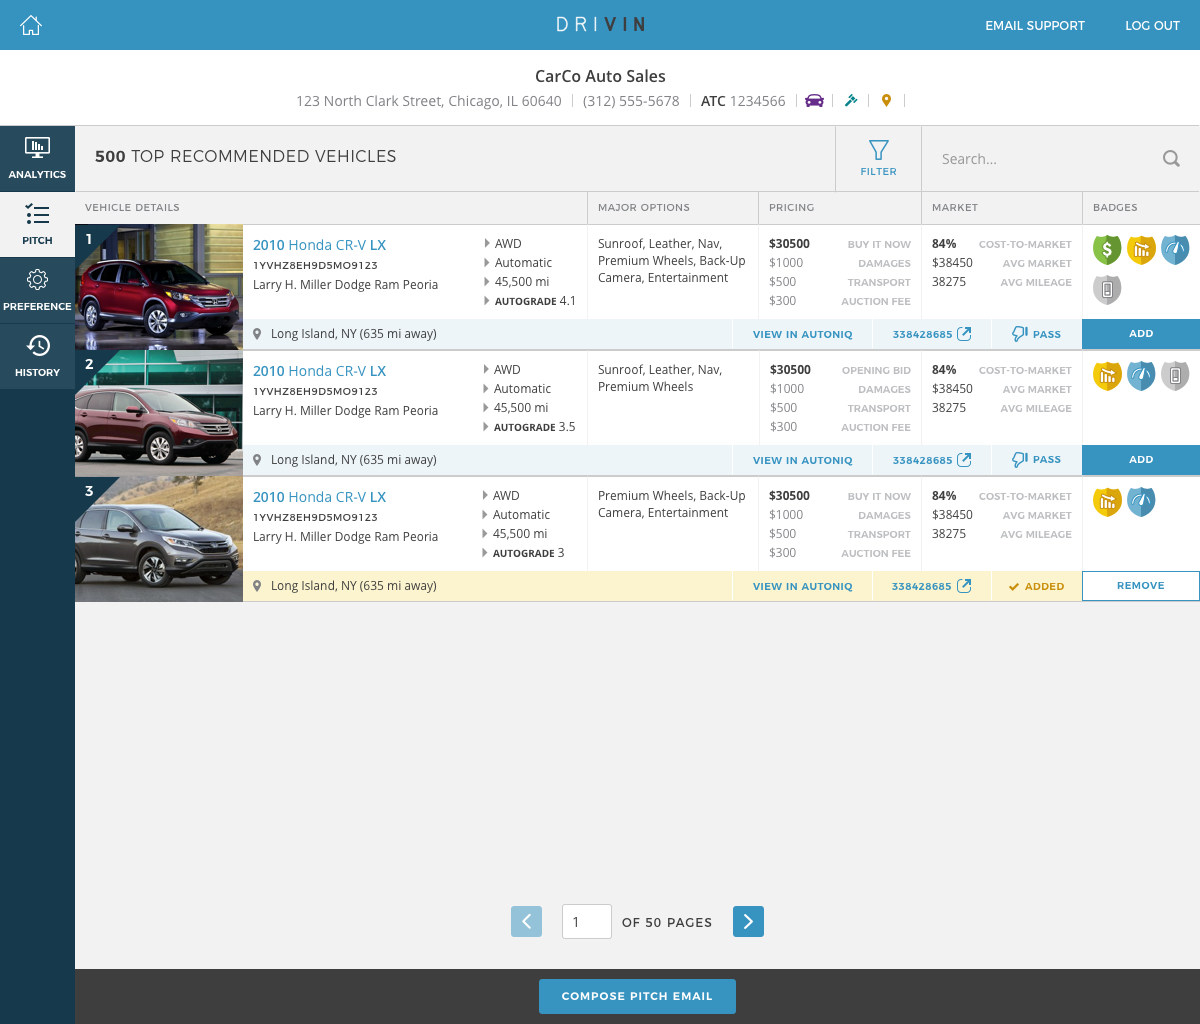 DRIVIN
EMAIL SUPPORT
LOG OUT
CarCo Auto Sales
123 North Clark Street, Chicago, IL 60640
(312) 555-5678
ATC 1234566
ANALYTICS
PITCH
PREFERENCE
HISTORY
500 TOP RECOMMENDED VEHICLES
FILTER
Search...
VEHICLE DETAILS
MAJOR OPTIONS
PRICING
MARKET
BADGES
1
2010 Honda CR-V LX
1YVHZ8EH9D5M09123
Larry H. Miller Dodge Ram Peoria
AWD
Automatic
45,500 mi
AUTOGRADE 4.1
Sunroof, Leather, Nav,
Premium Wheels, Back-Up
Camera, Entertainment
$30500 BUY IT NOW
$1000 DAMAGES
$500 TRANSPORT
$300 AUCTION FEE
84% COST-TO-MARKET
$38450 AVG MARKET
38275 AVG MILEAGE
$
Long Island, NY (635 mi away)
VIEW IN AUTONIQ
338428685
PASS
ADD
2
2010 Honda CR-V LX
1YVHZ8EH9D5M09123
Larry H. Miller Dodge Ram Peoria
AWD
Automatic
45,500 mi
AUTOGRADE 3.5
Sunroof, Leather, Nav,
Premium Wheels
$30500 OPENING BID
$1000 DAMAGES
$500 TRANSPORT
$300 AUCTION FEE
84% COST-TO-MARKET
$38450 AVG MARKET
38275 AVG MILEAGE
Long Island, NY (635 mi away)
VIEW IN AUTONIQ
338428685
PASS
ADD
3
2010 Honda CR-V LX
1YVHZ8EH9D5M09123
Larry H. Miller Dodge Ram Peoria
AWD
Automatic
45,500 mi
AUTOGRADE 3
Premium Wheels, Back-Up
Camera, Entertainment
$30500 BUY IT NOW
$1000 DAMAGES
$500 TRANSPORT
$300 AUCTION FEE
84% COST-TO-MARKET
$38450 AVG MARKET
38275 AVG MILEAGE
Long Island, NY (635 mi away)
VIEW IN AUTONIQ
338428685
ADDED
REMOVE
1 OF 50 PAGES
COMPOSE PITCH EMAIL